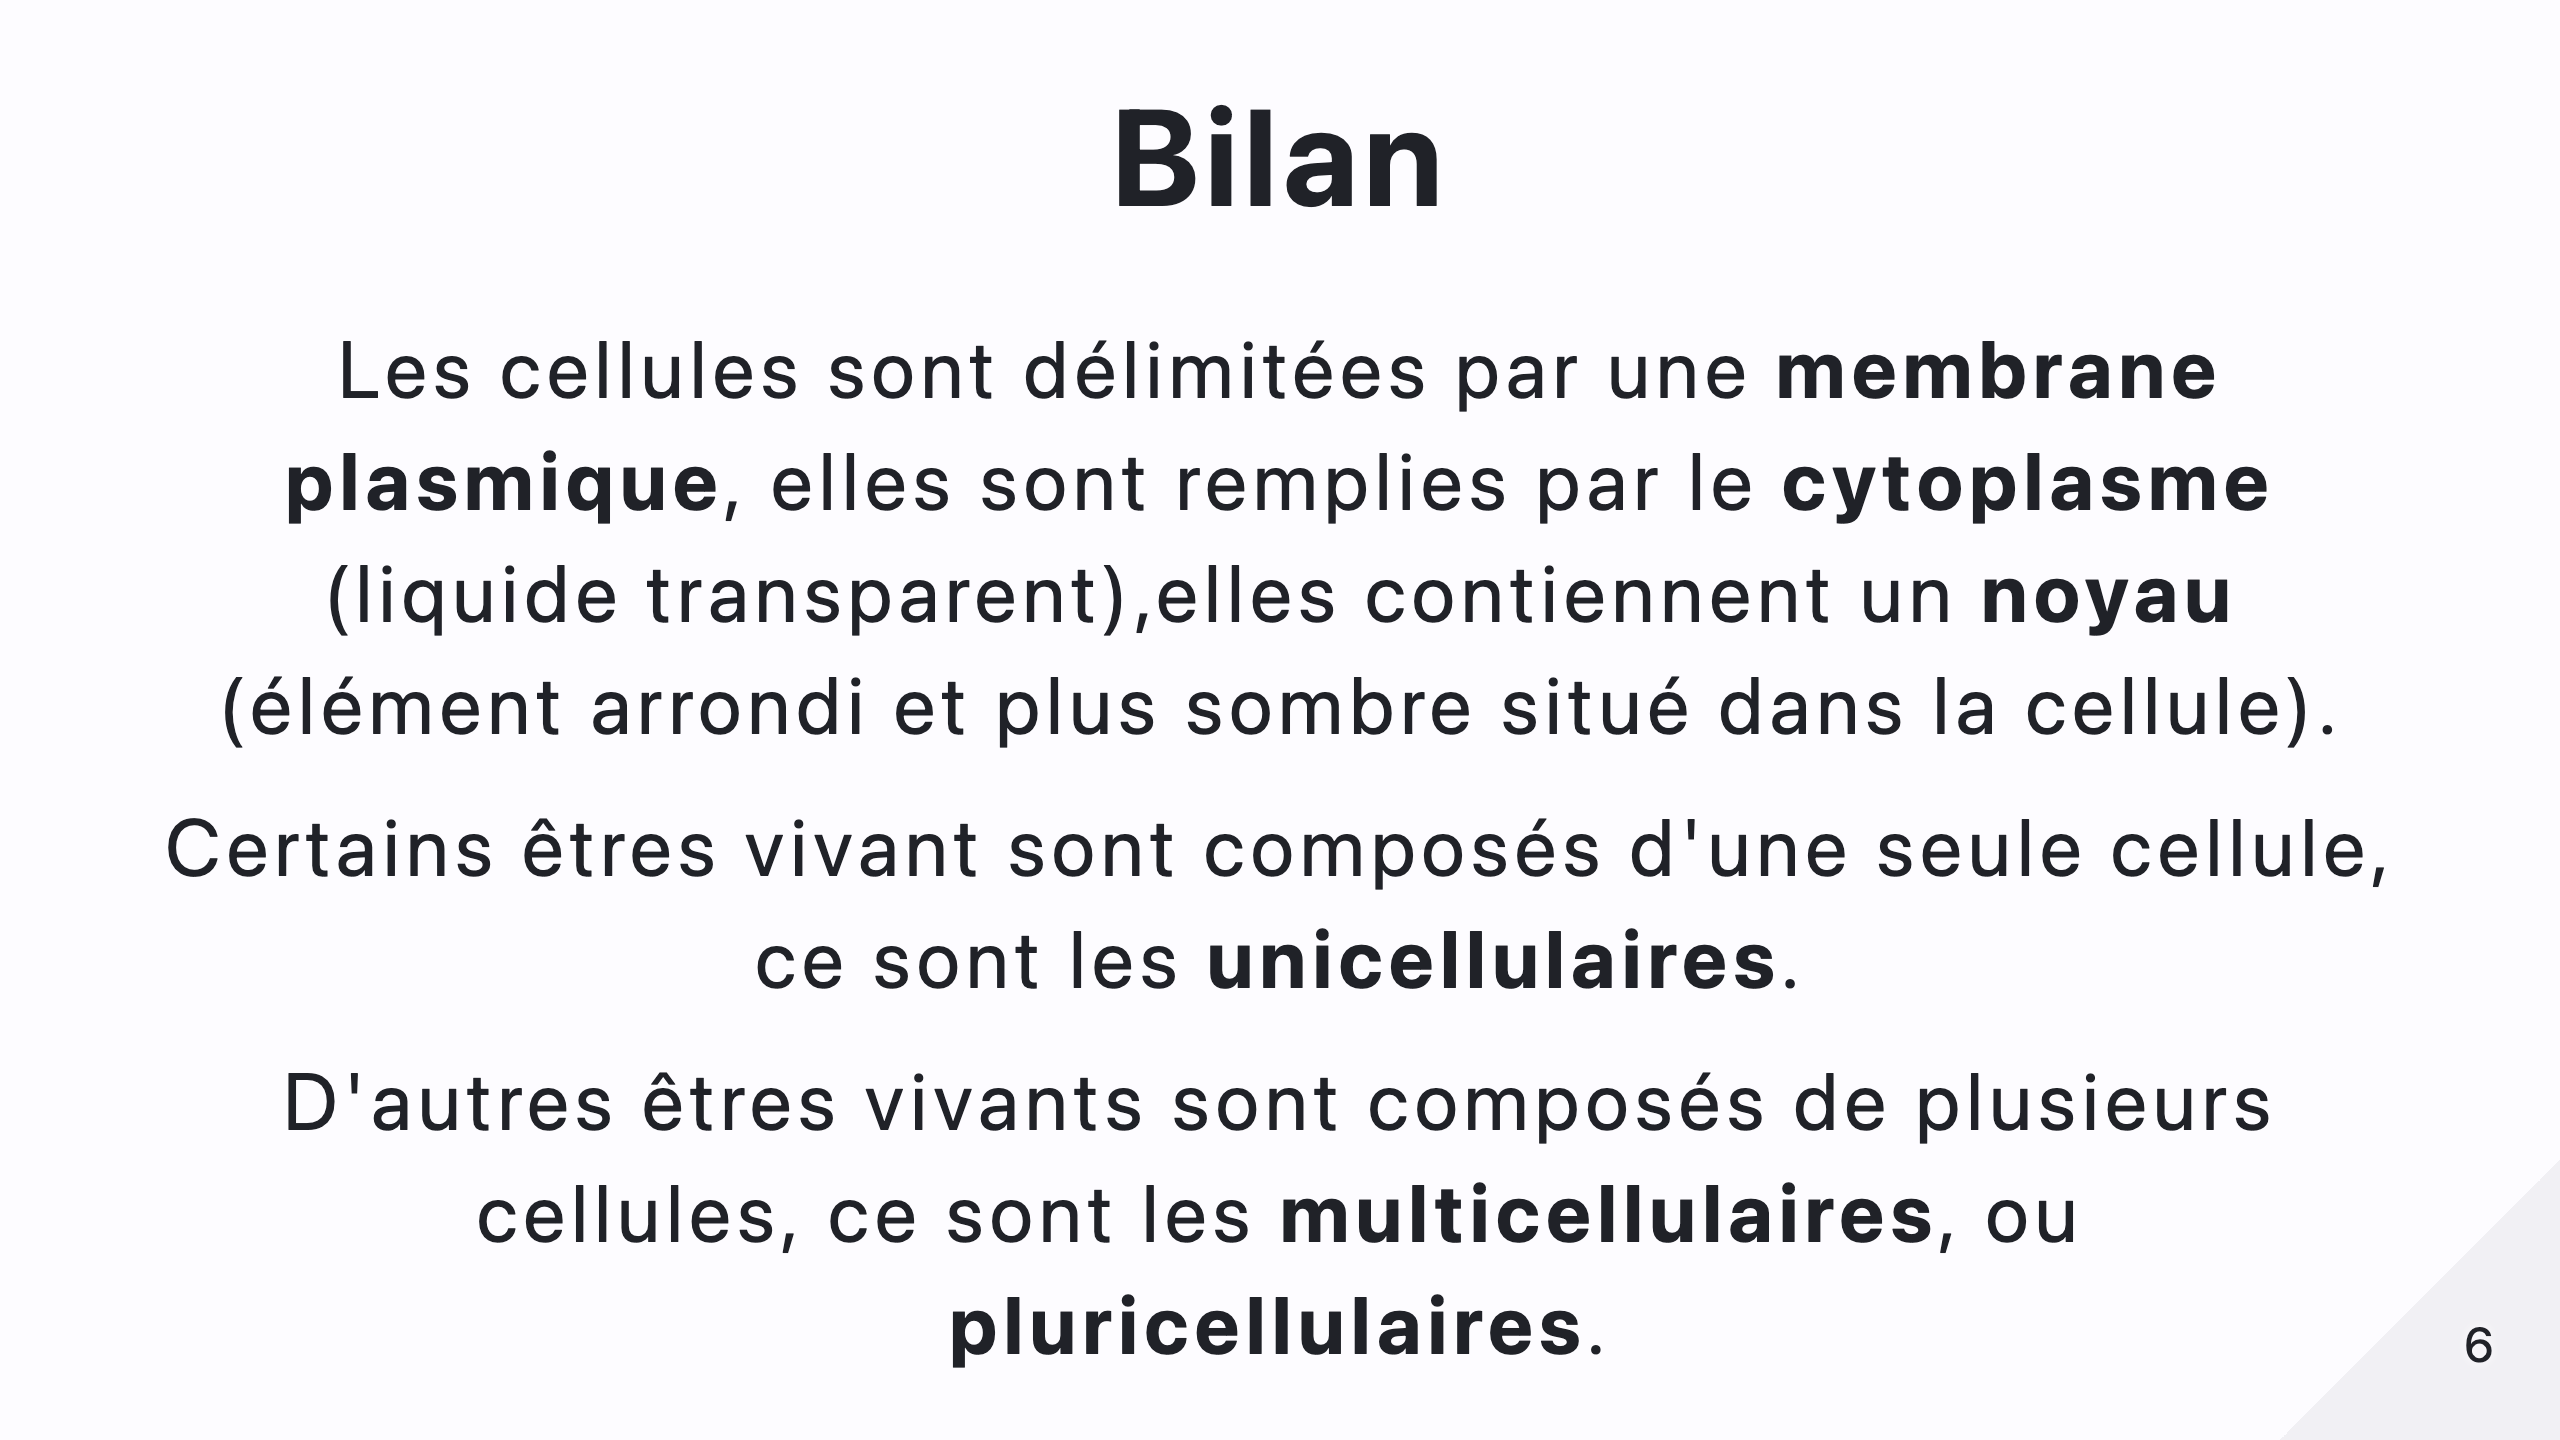 Bilan
Les cellules sont délimitées par une membrane
plasmique, elles sont remplies par le cytoplasme
(liquide transparent),elles contiennent un noyau
(élément arrondi et plus sombre situé dans la cellule).
Certains êtres vivant sont composés d'une seule cellule,
ce sont les unicellulaires.
D'autres êtres vivants sont composés de plusieurs
cellules, ce sont les multicellulaires, ou
pluricellulaires.
6